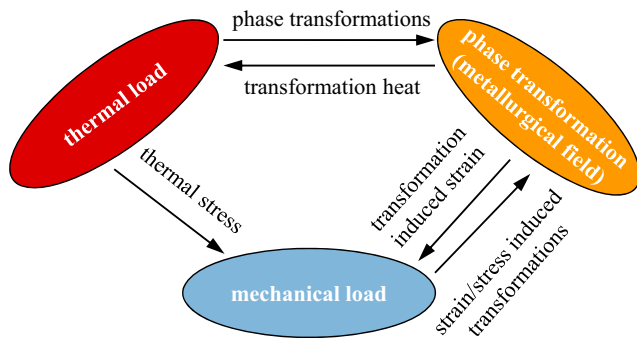 phase transformations
transformation heat
thermal load
phase transformation
(metallurgical field)
thermal stress
transformation
induced strain
strain/stress induced
transformations
mechanical load